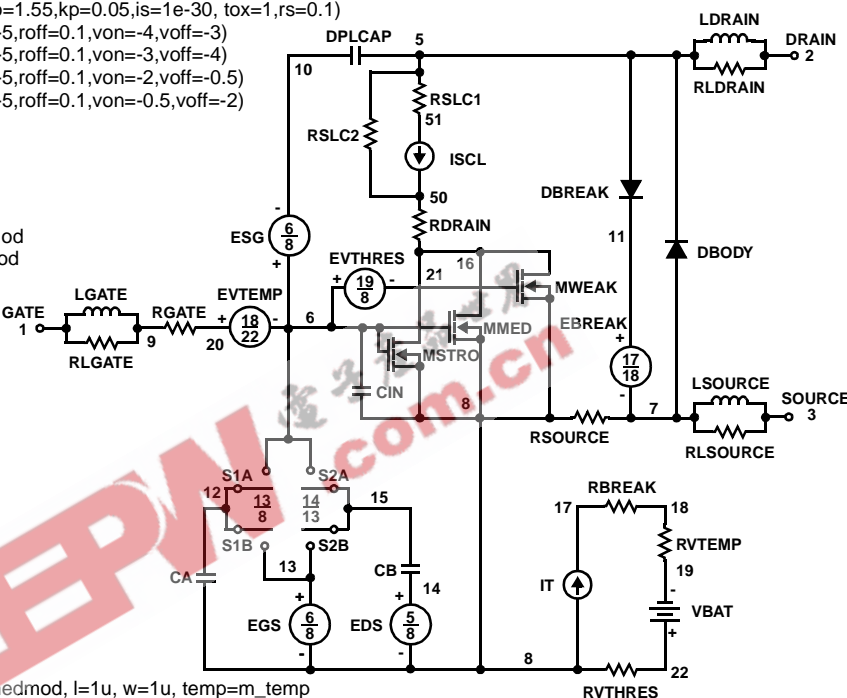 p=1.55,kp=0.05,is=1e-30, tox=1,rs=0.1)
-5,roff=0.1,von=-4,voff=-3)
-5,roff=0.1,von=-3,voff=-4)
-5,roff=0.1,von=-2,voff=-0.5)
-5,roff=0.1,von=-0.5,voff=-2)
od
od
DPLCAP
5
10
LDRAIN
DRAIN
2
RLDRAIN
RSLC1
51
RSLC2
ISCL
50
RDRAIN
DBREAK
11
DBODY
-
ESG
6
8
+
EVTHRES
+
19
8
-
21
16
MWEAK
EBREAK
+
17
18
-
GATE
1
LGATE
RLGATE
9
RGATE
20
EVTEMP
+
18
22
-
6
MMED
MSTRO
CIN
8
RSOURCE
7
LSOURCE
SOURCE
3
RLSOURCE
S1A
S2A
12
13
8
14
13
15
S1B
S2B
13
CA
CB
14
+
EGS
6
8
-
+
EDS
5
8
-
RBREAK
17
18
RVTEMP
19
IT
-
VBAT
+
8
22
RVTHRES
EEPW
.com.cn
nedmod, l=1u, w=1u, temp=m_temp